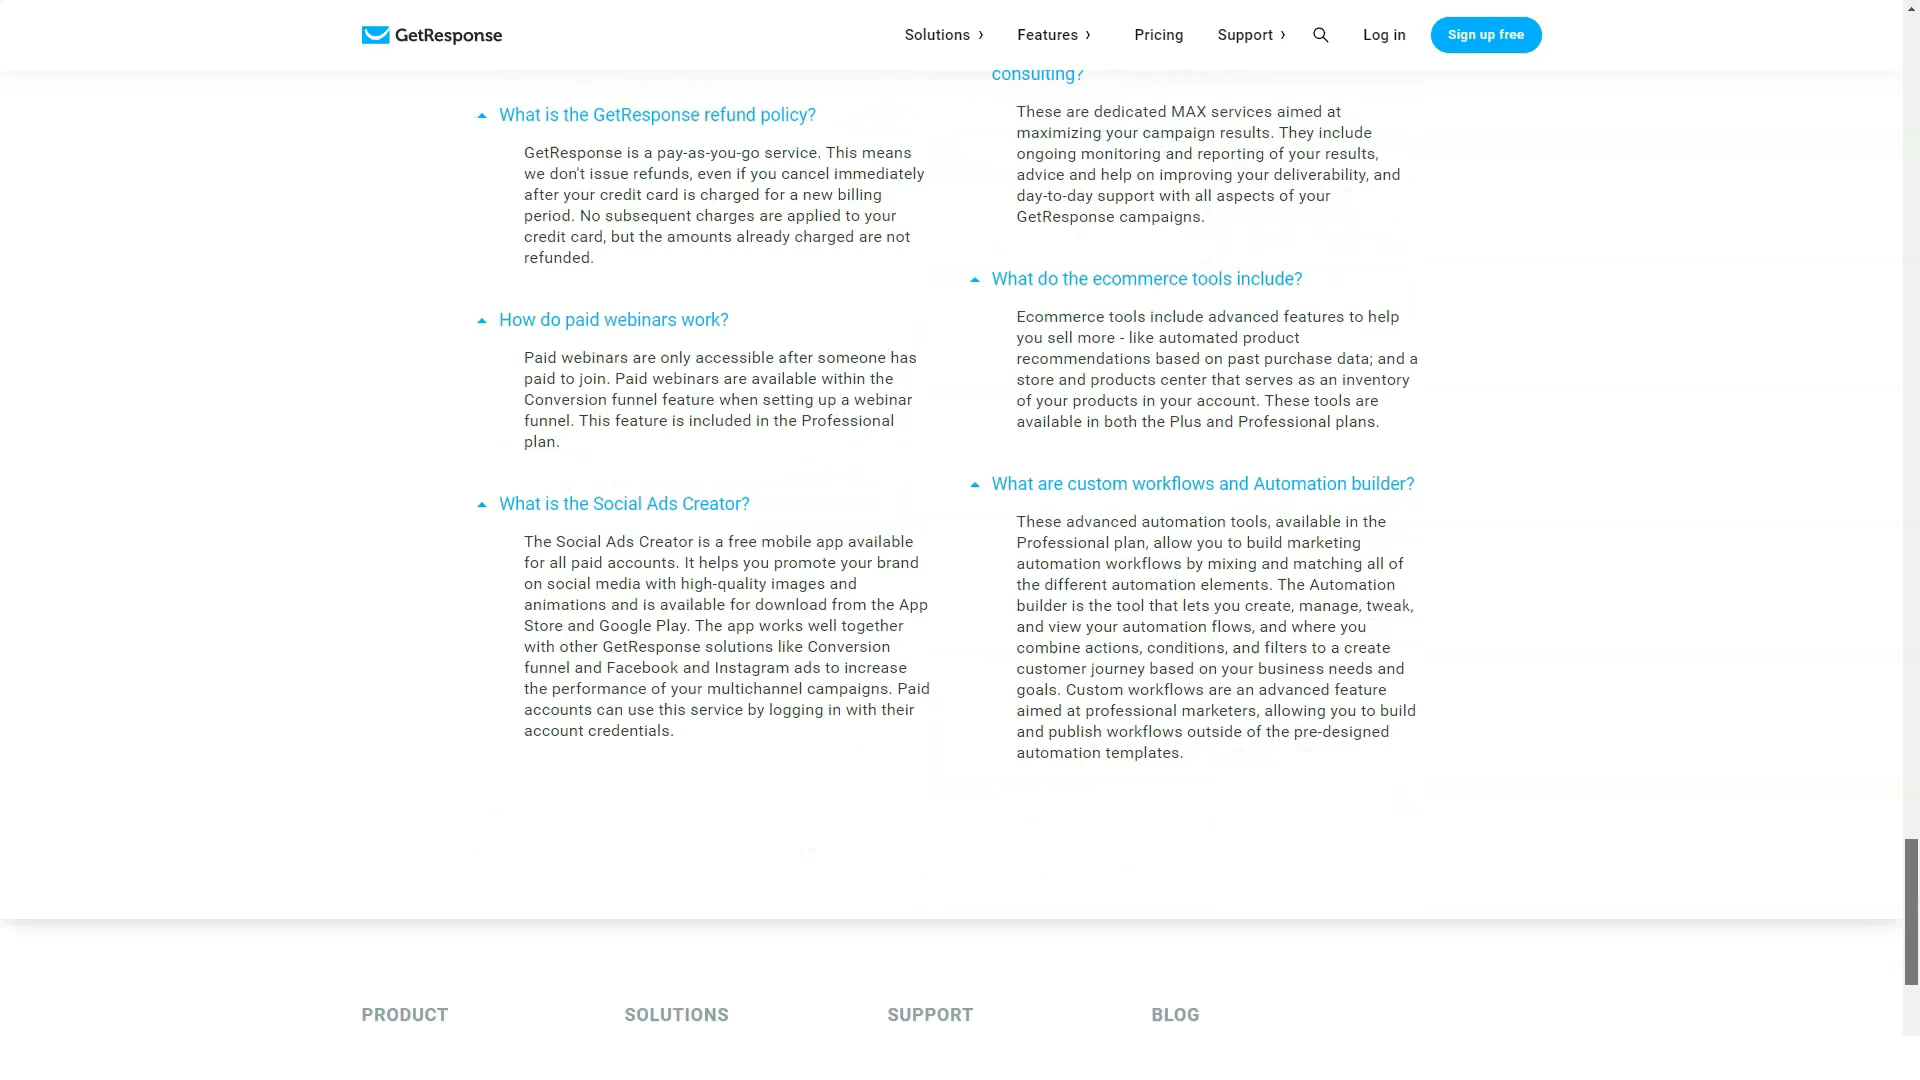 GetResponse
Solutions ›
Features ›
Pricing
Support ›
Log in
Sign up free
What is the GetResponse refund policy?
GetResponse is a pay-as-you-go service. This means
we don't issue refunds, even if you cancel immediately
after your credit card is charged for a new billing
period. No subsequent charges are applied to your
credit card, but the amounts already charged are not
refunded.
How do paid webinars work?
Paid webinars are only accessible after someone has
paid to join. Paid webinars are available within the
Conversion funnel feature when setting up a webinar
funnel. This feature is included in the Professional
plan.
What is the Social Ads Creator?
The Social Ads Creator is a free mobile app available
for all paid accounts. It helps you promote your brand
on social media with high-quality images and
animations and is available for download from the App
Store and Google Play. The app works well together
with other GetResponse solutions like Conversion
funnel and Facebook and Instagram ads to increase
the performance of your multichannel campaigns. Paid
accounts can use this service by logging in with their
account credentials.
consulting?
These are dedicated MAX services aimed at
maximizing your campaign results. They include
ongoing monitoring and reporting of your results,
advice and help on improving your deliverability, and
day-to-day support with all aspects of your
GetResponse campaigns.
What do the ecommerce tools include?
Ecommerce tools include advanced features to help
you sell more - like automated product
recommendations based on past purchase data; and a
store and products center that serves as an inventory
of your products in your account. These tools are
available in both the Plus and Professional plans.
What are custom workflows and Automation builder?
These advanced automation tools, available in the
Professional plan, allow you to build marketing
automation workflows by mixing and matching all of
the different automation elements. The Automation
builder is the tool that lets you create, manage, tweak,
and view your automation flows, and where you
combine actions, conditions, and filters to a create
customer journey based on your business needs and
goals. Custom workflows are an advanced feature
aimed at professional marketers, allowing you to build
and publish workflows outside of the pre-designed
automation templates.
PRODUCT
SOLUTIONS
SUPPORT
BLOG